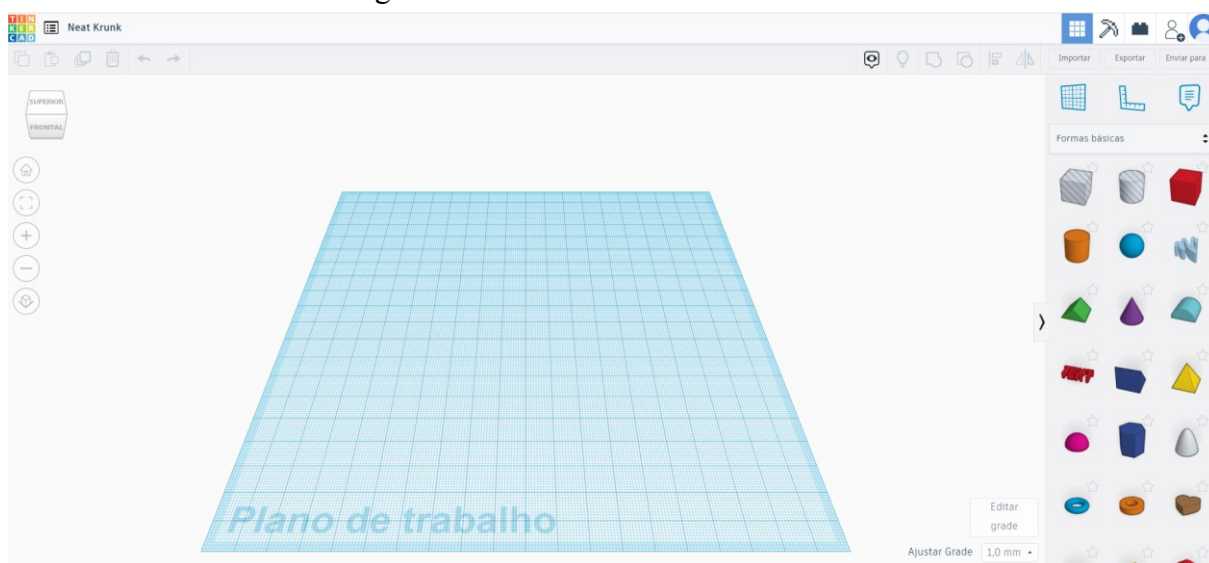 TIN
KER
CAD
Neat Krunk
Importar
Exportar
Enviar para
SUPERIOR
FRONTAL
Formas básicas
TEXT
Plano de trabalho
Editar
grade
Ajustar Grade
1,0 mm